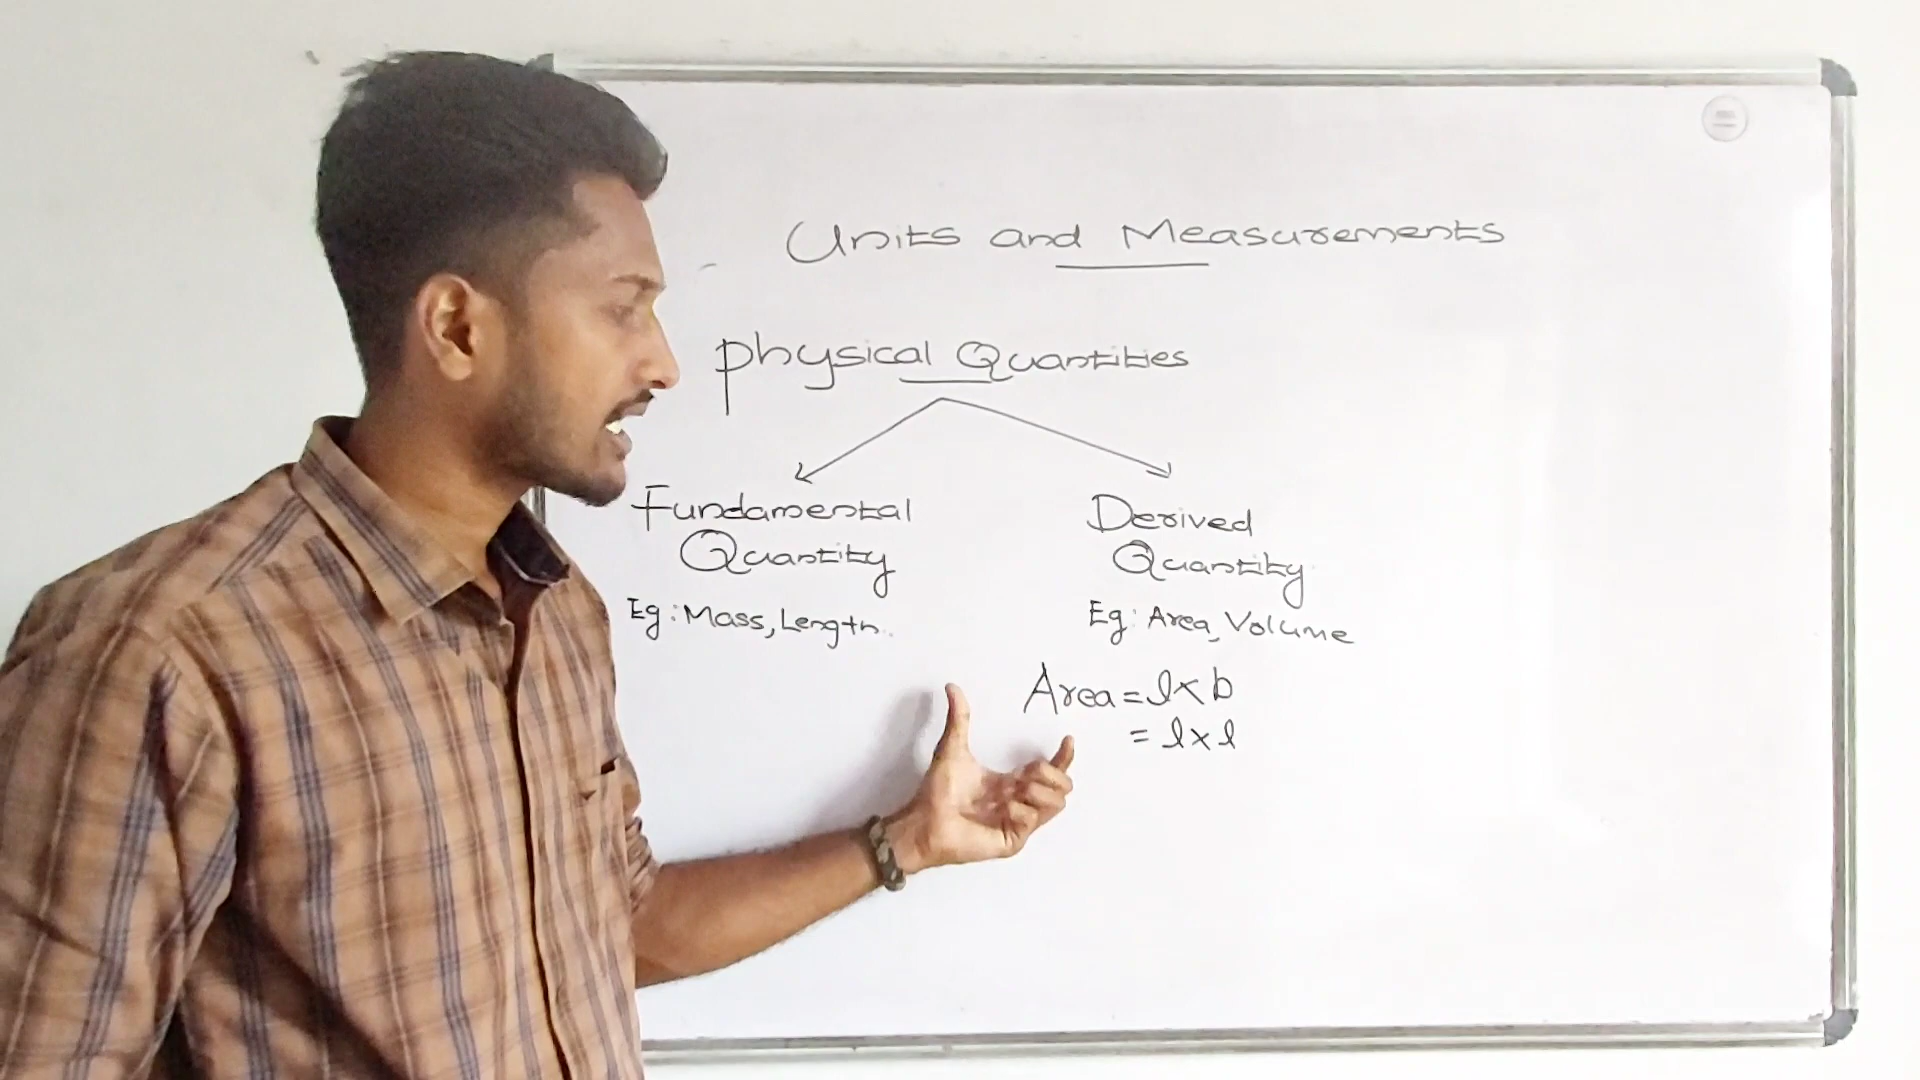 Units and Measurements
Physical Quantities
Fundamental
Quantity
Eg: Mass, Length.
Derived
Quantity
Eg: Area, Volume
Area = l × b
= l × l